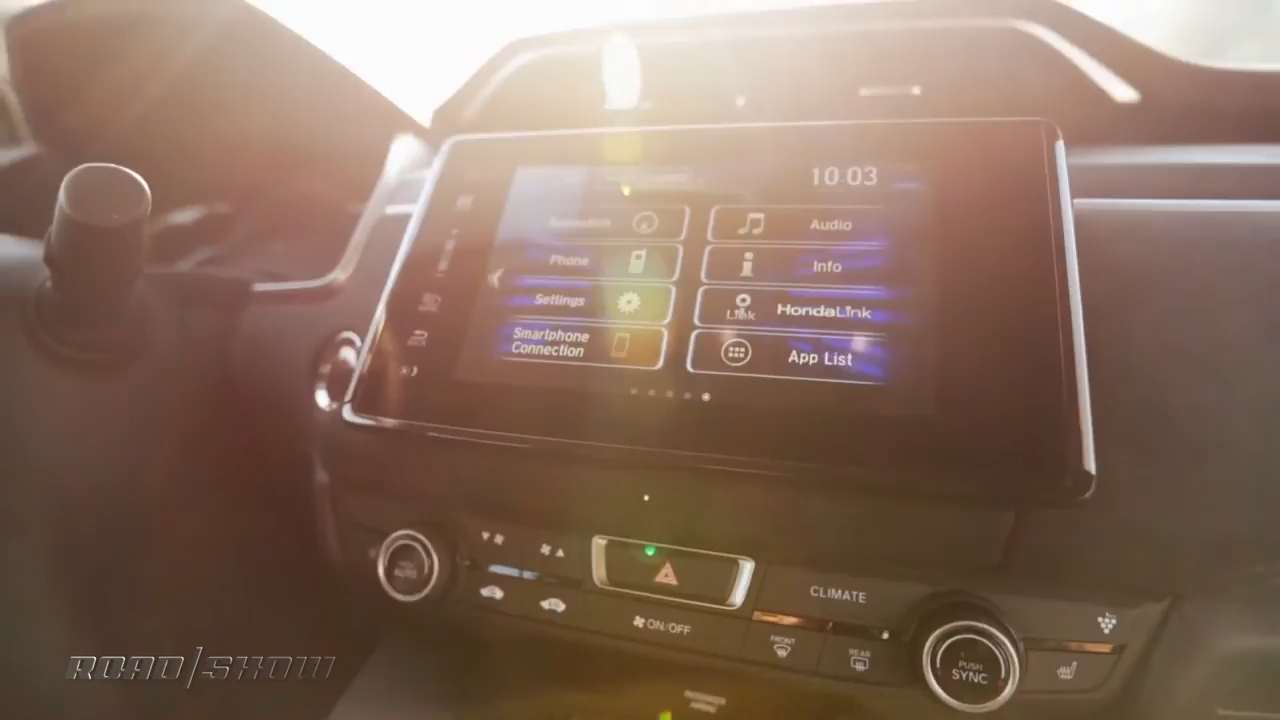 10:03
Audio
Phone
Info
Settings
Link
HondaLink
Smartphone
Connection
App List
AUTO
CLIMATE
ON/OFF
FRONT
REAR
PUSH
SYNC
ROAD/SHOW